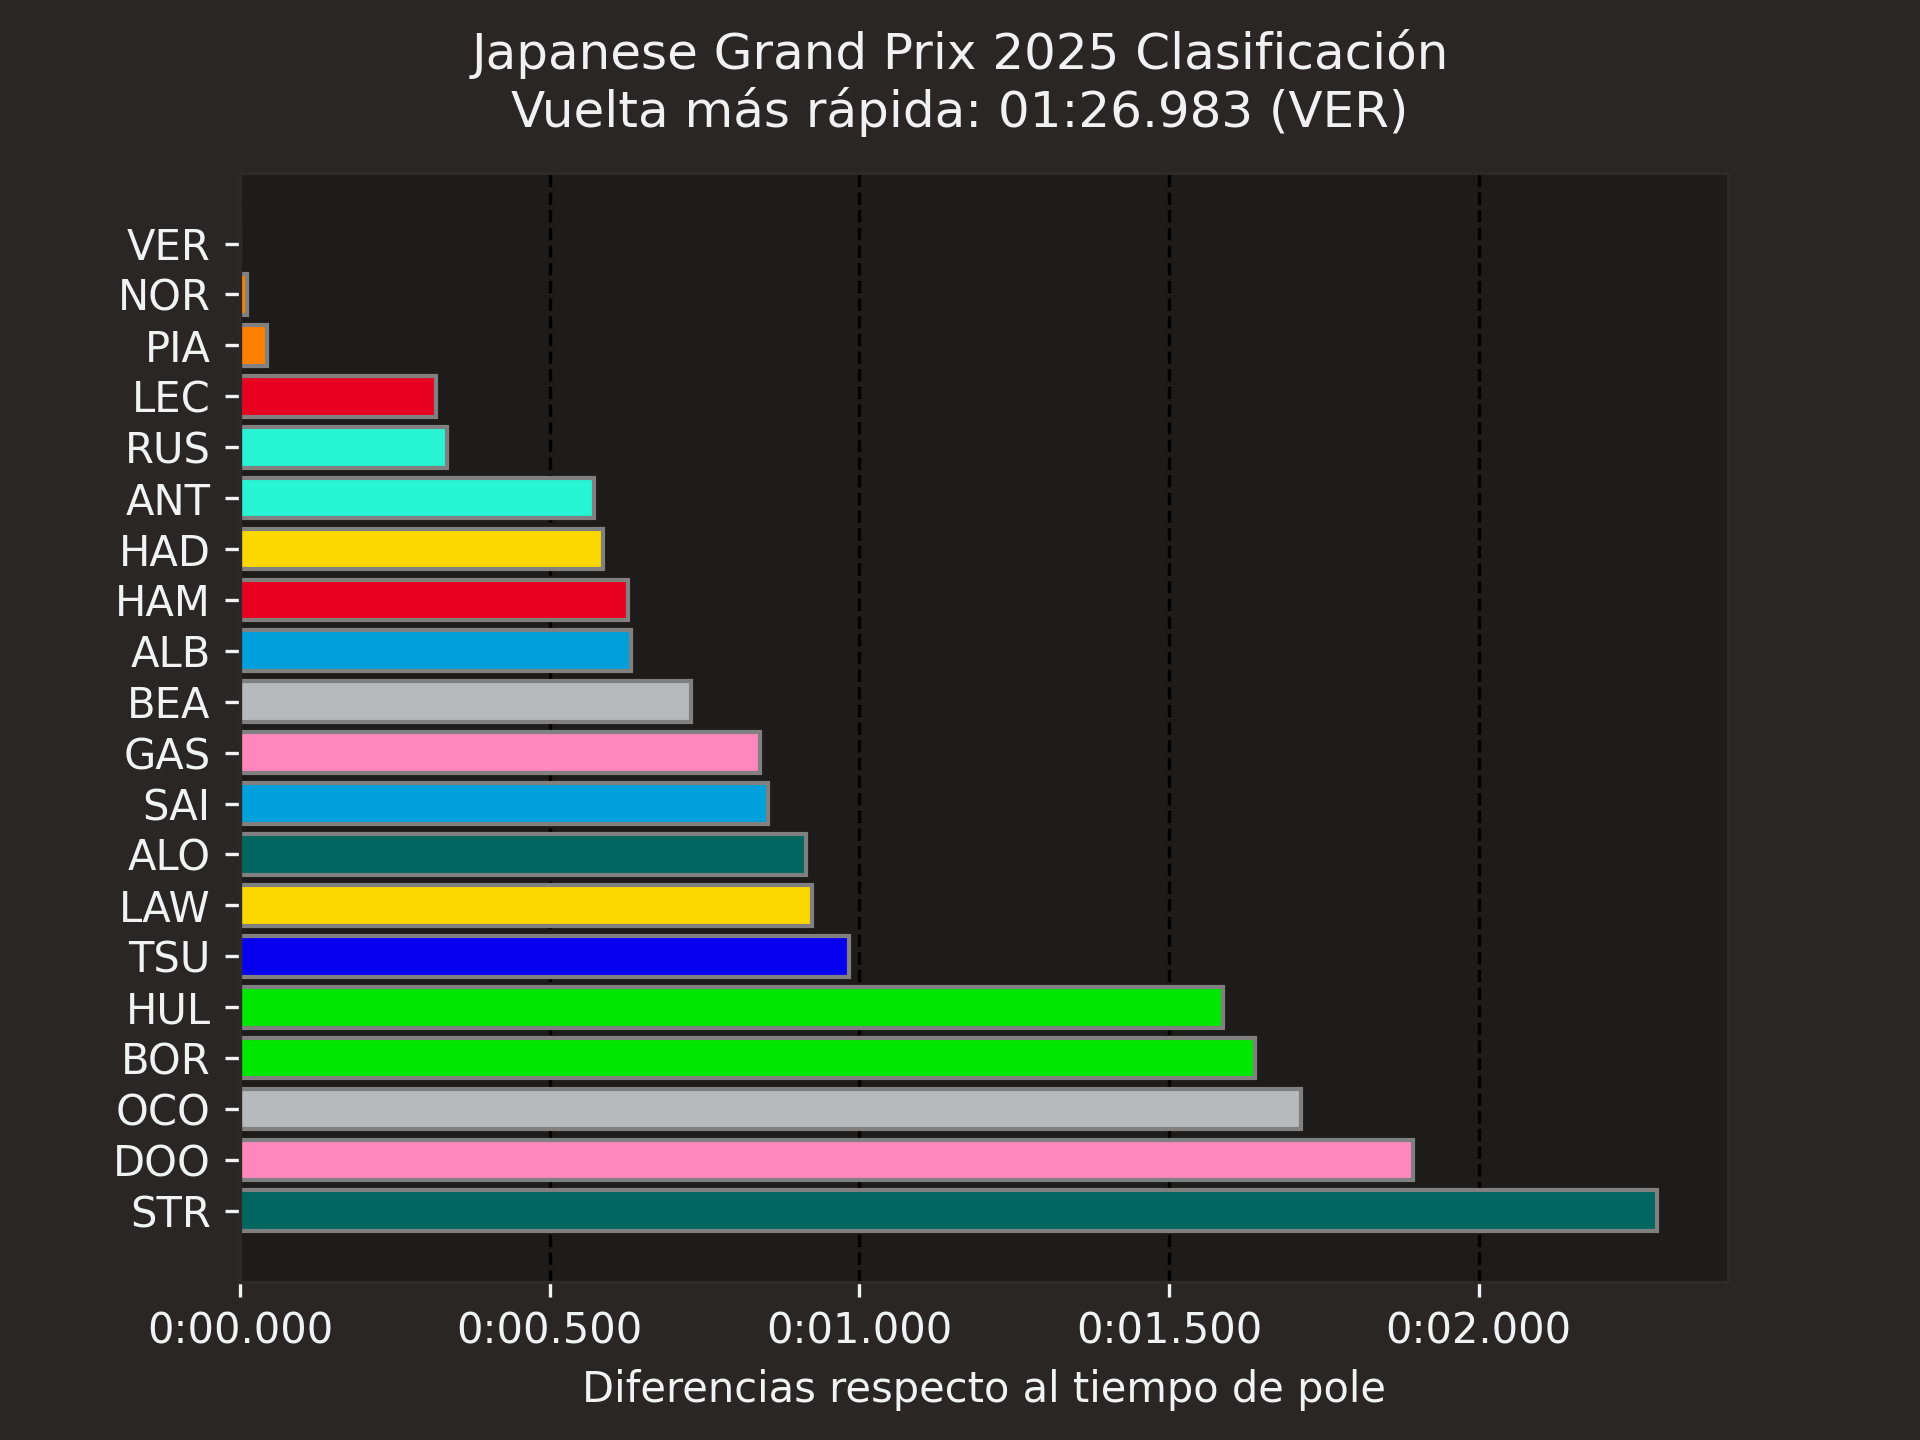 Japanese Grand Prix 2025 Clasificación
Vuelta más rápida: 01:26.983 (VER)
VER
NOR
PIA
LEC
RUS
ANT
HAD
HAM
ALB
BEA
GAS
SAI
ALO
LAW
TSU
HUL
BOR
OCO
DOO
STR
0:00.000 0:00.500 0:01.000 0:01.500 0:02.000
Diferencias respecto al tiempo de pole